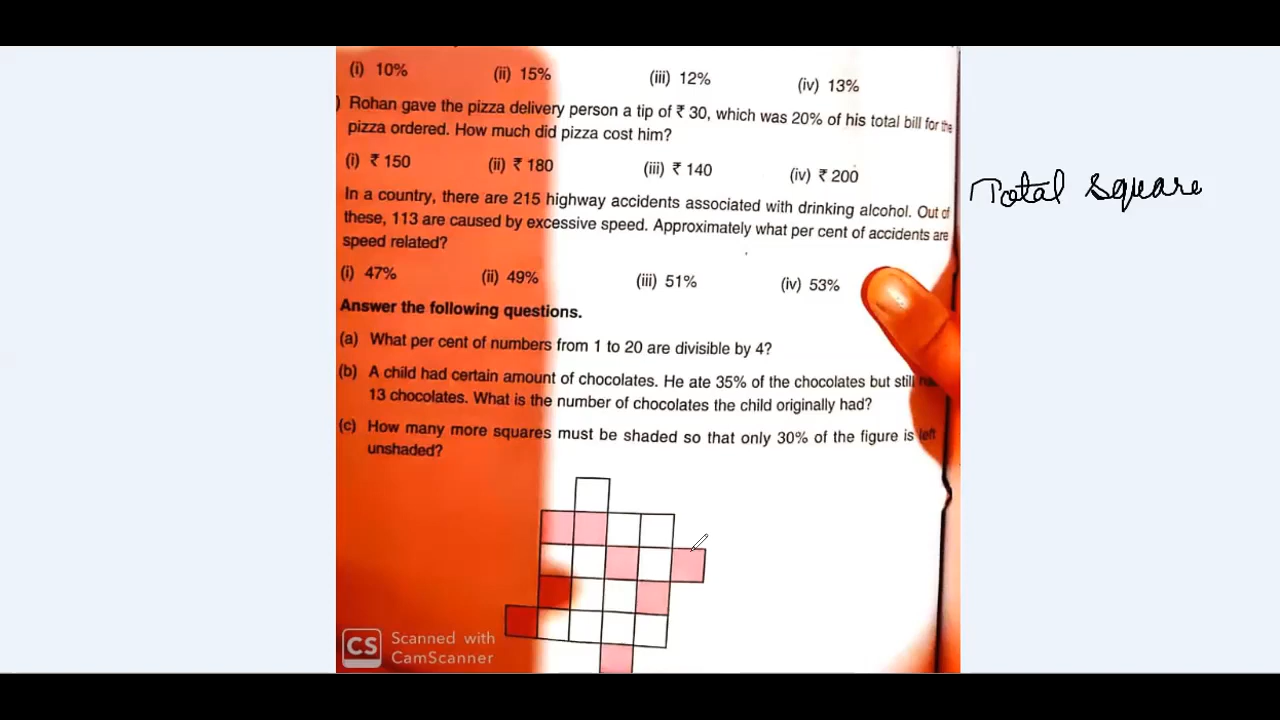 (i) 10% (ii) 15% (iii) 12% (iv) 13%
) Rohan gave the pizza delivery person a tip of ₹ 30, which was 20% of his total bill for the
pizza ordered. How much did pizza cost him?
(i) ₹ 150 (ii) ₹ 180 (iii) ₹ 140 (iv) ₹ 200
Total Square
In a country, there are 215 highway accidents associated with drinking alcohol. Out of
these, 113 are caused by excessive speed. Approximately what per cent of accidents are
speed related?
(i) 47% (ii) 49% (iii) 51% (iv) 53%
Answer the following questions.
(a) What per cent of numbers from 1 to 20 are divisible by 4?
(b) A child had certain amount of chocolates. He ate 35% of the chocolates but still
13 chocolates. What is the number of chocolates the child originally had?
(c) How many more squares must be shaded so that only 30% of the figure is left
unshaded?
CS Scanned with
CamScanner